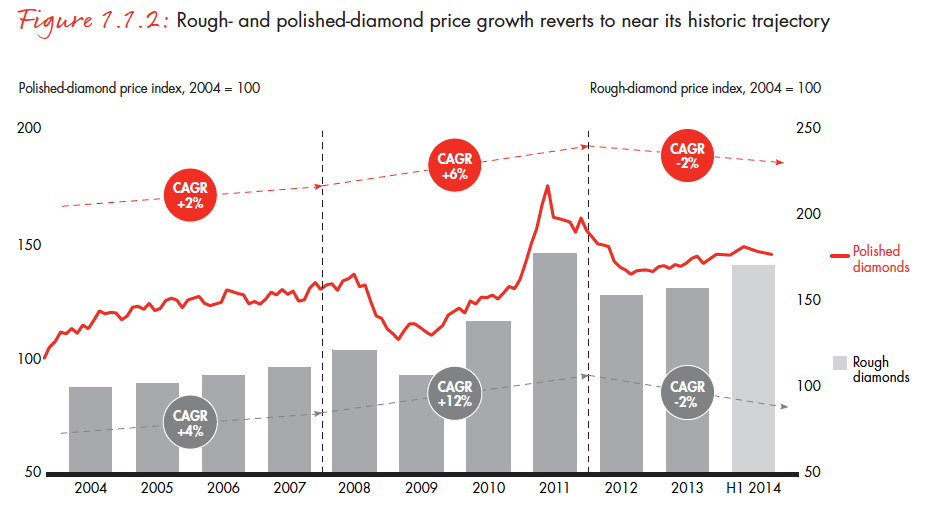 Figure 1.1.2: Rough- and polished-diamond price growth reverts to near its historic trajectory
Polished-diamond price index, 2004 = 100
Rough-diamond price index, 2004 = 100
200
150
100
50
250
200
150
100
50
CAGR
+2%
CAGR
+6%
CAGR
-2%
CAGR
+4%
CAGR
+12%
CAGR
-2%
Polished
diamonds
Rough
diamonds
2004 2005 2006 2007 2008 2009 2010 2011 2012 2013 H1 2014